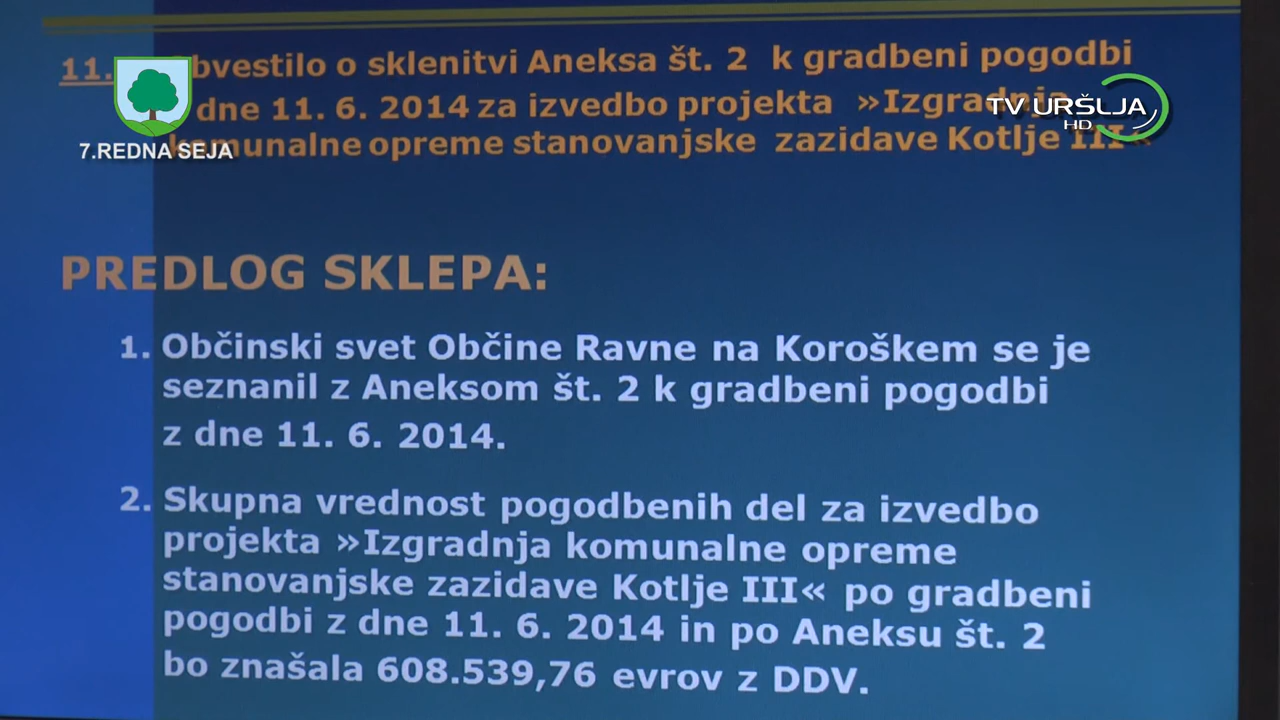 11. Obvestilo o sklenitvi Aneksa št. 2 k gradbeni pogodbi
dne 11. 6. 2014 za izvedbo projekta »Izgradnja
komunalne opreme stanovanjske zazidave Kotlje III«
TV URŠLJA
HD
7.REDNA SEJA
PREDLOG SKLEPA:
1. Občinski svet Občine Ravne na Koroškem se je
seznanil z Aneksom št. 2 k gradbeni pogodbi
z dne 11. 6. 2014.
2. Skupna vrednost pogodbenih del za izvedbo
projekta »Izgradnja komunalne opreme
stanovanjske zazidave Kotlje III« po gradbeni
pogodbi z dne 11. 6. 2014 in po Aneksu št. 2
bo znašala 608.539,76 evrov z DDV.